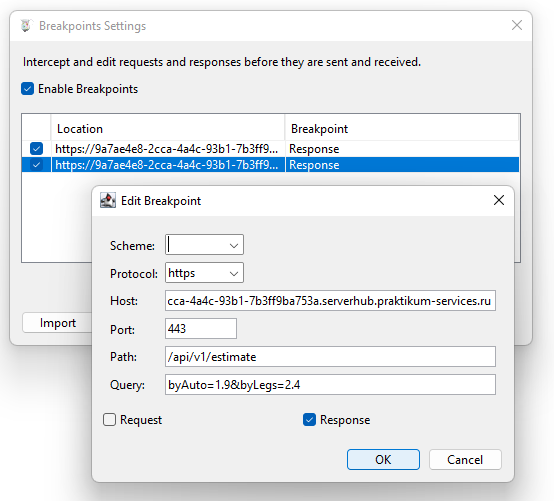 Breakpoints Settings
Intercept and edit requests and responses before they are sent and received.
Enable Breakpoints
Location Breakpoint
https://9a7ae4e8-2cca-4a4c-93b1-7b3ff9... Response
https://9a7ae4e8-2cca-4a4c-93b1-7b3ff9... Response
Edit Breakpoint
Scheme:
Protocol: https
Host: cca-4a4c-93b1-7b3ff9ba753a.serverhub.praktikum-services.ru
Port: 443
Path: /api/v1/estimate
Query: byAuto=1.9&byLegs=2.4
Request Response
OK Cancel
Import